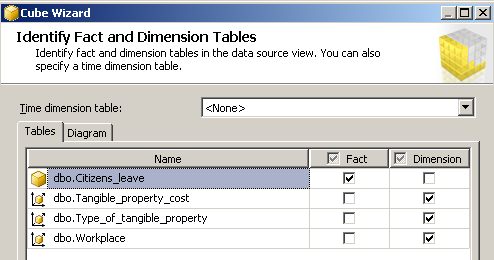 Cube Wizard
Identify Fact and Dimension Tables
Identify fact and dimension tables in the data source view. You can also
specify a time dimension table.
Time dimension table: <None>
Tables Diagram
Name Fact Dimension
dbo.Citizens_leave
dbo.Tangible_property_cost
dbo.Type_of_tangible_property
dbo.Workplace